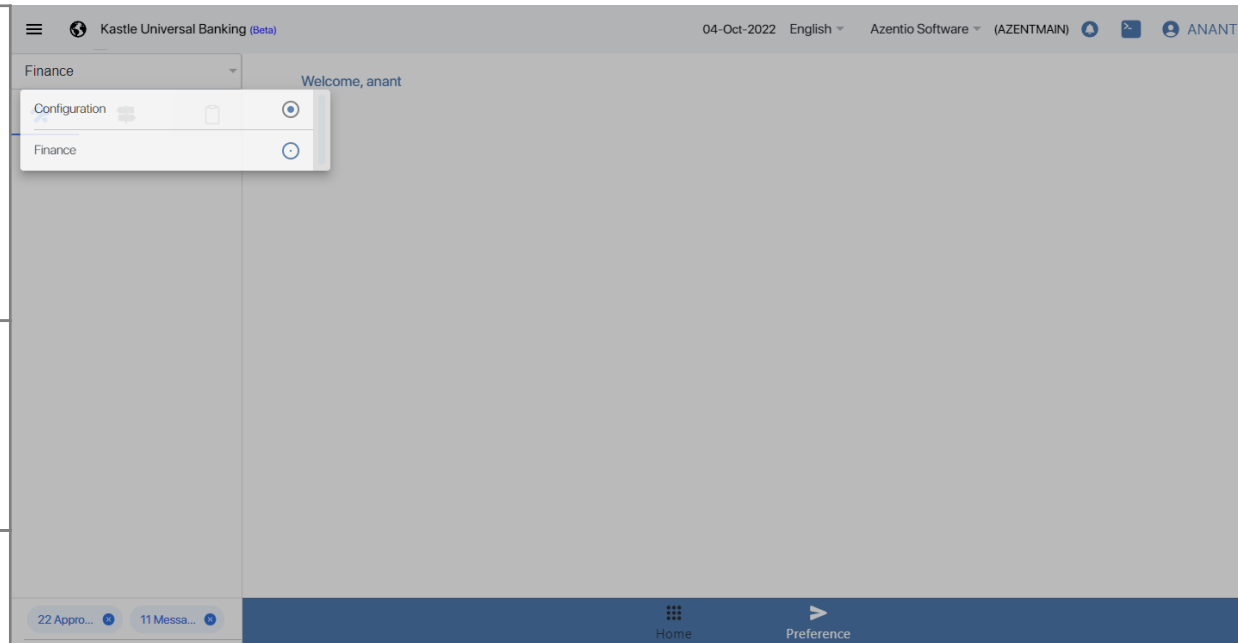 Kastle Universal Banking (Beta)
04-Oct-2022 English Azentio Software (AZENTMAIN) ANANT
Finance
Welcome, anant
Configuration
Finance
22 Appro... 11 Messa...
Home Preference